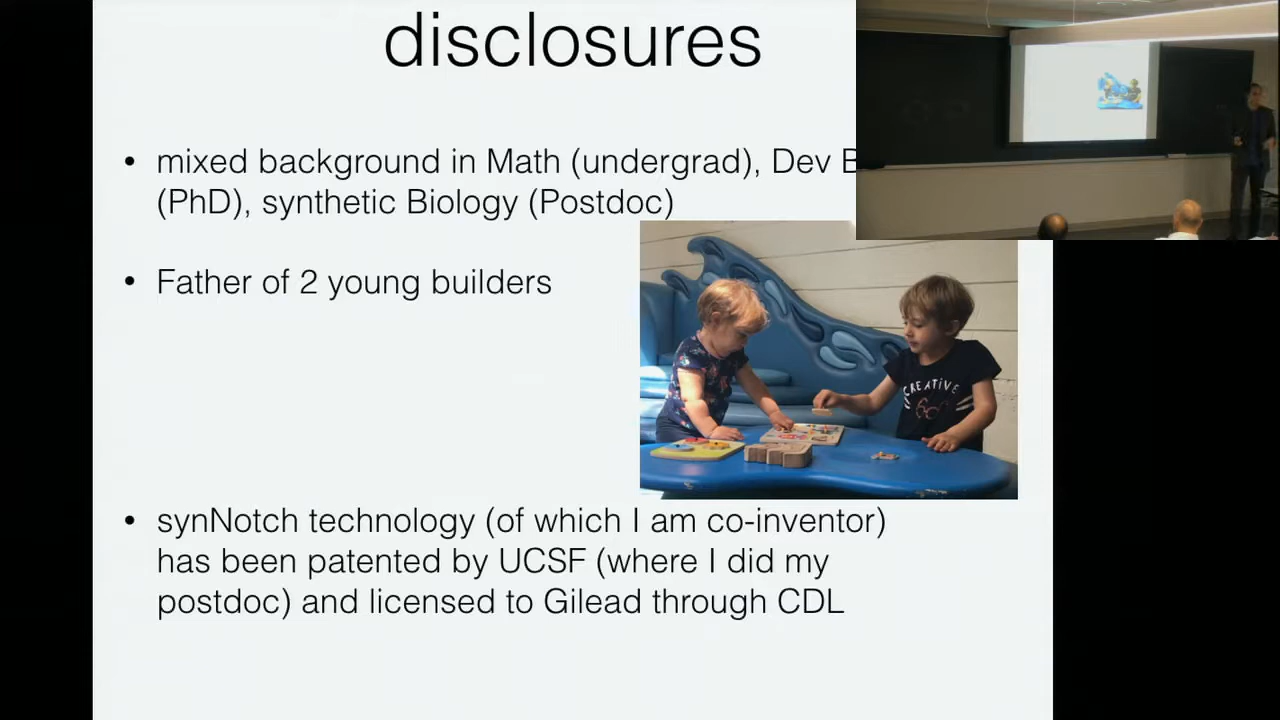 disclosures
• mixed background in Math (undergrad), Dev
(PhD), synthetic Biology (Postdoc)
• Father of 2 young builders
CREATIVE
• synNotch technology (of which I am co-inventor)
has been patented by UCSF (where I did my
postdoc) and licensed to Gilead through CDL